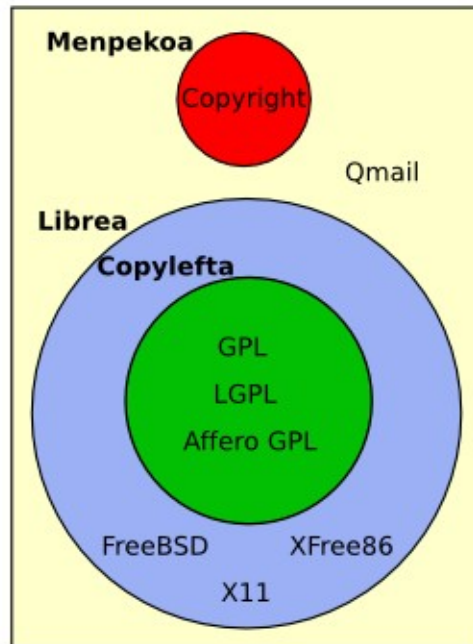 Menpekoa
Copyright
Qmail
Librea
Copylefta
GPL
LGPL
Affero GPL
FreeBSD XFree86
X11